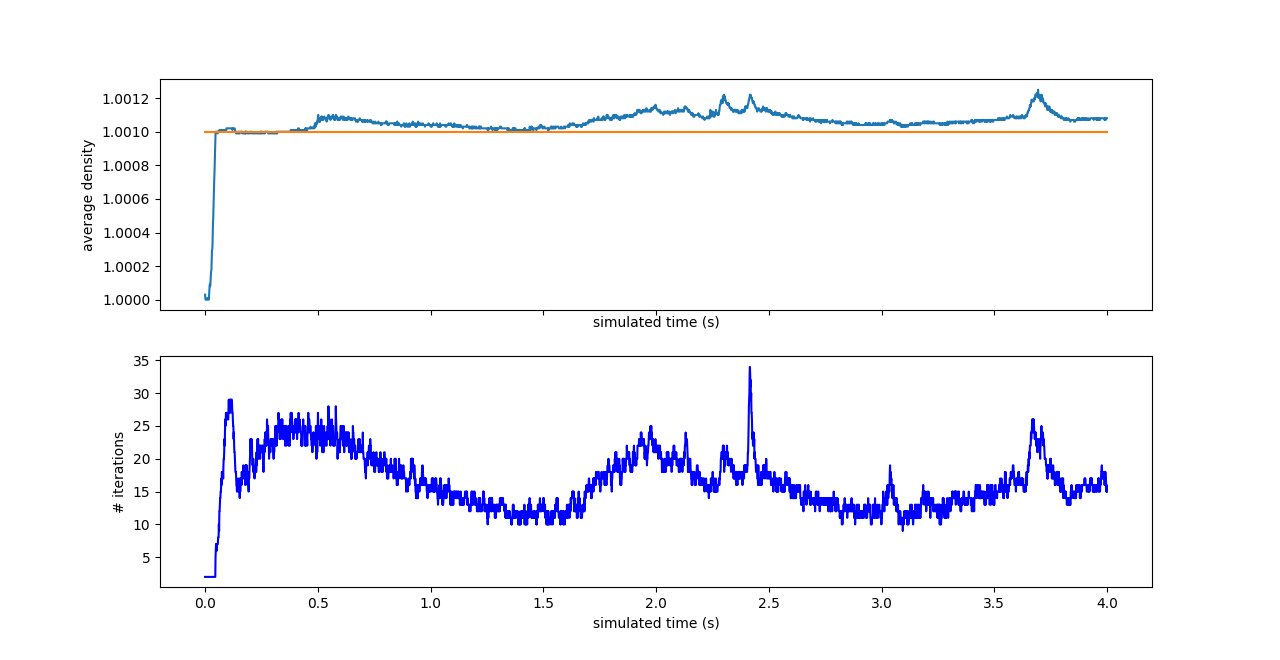 average density
1.0012
1.0010
1.0008
1.0006
1.0004
1.0002
1.0000
simulated time (s)
# iterations
35
30
25
20
15
10
5
0.0 0.5 1.0 1.5 2.0 2.5 3.0 3.5 4.0
simulated time (s)